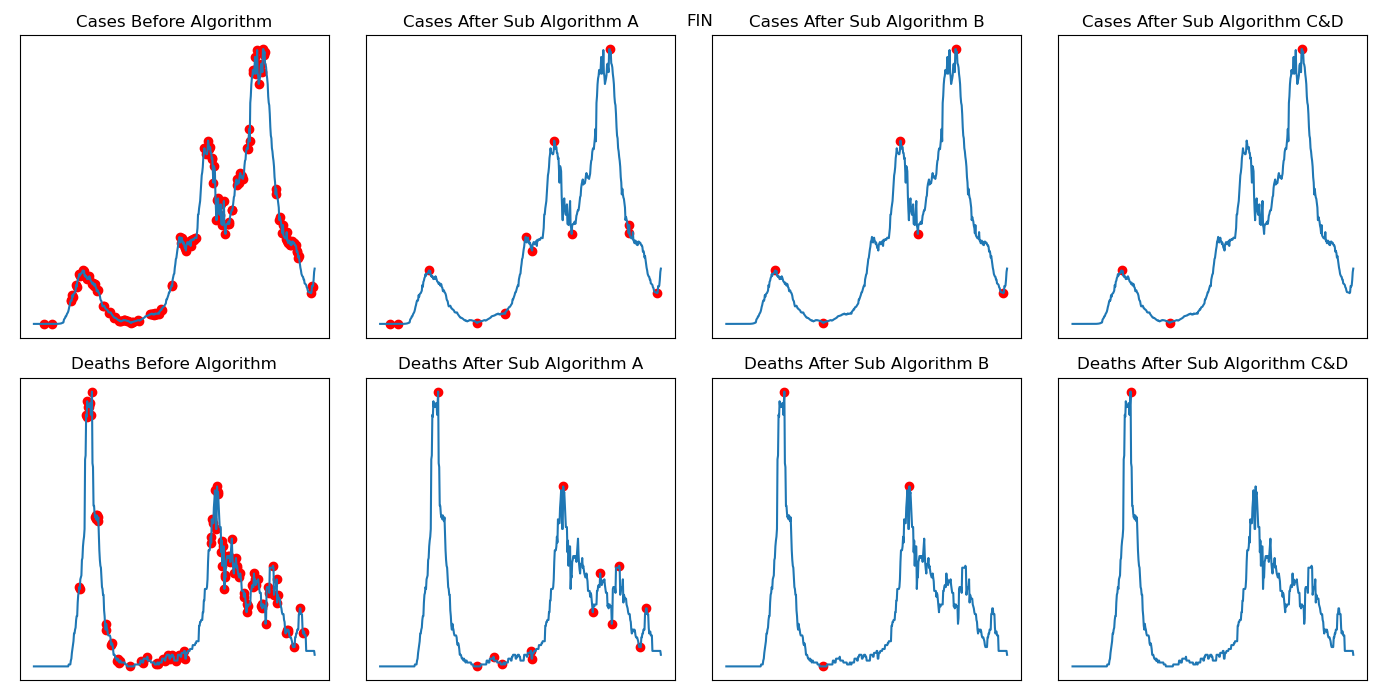 FIN
Cases Before Algorithm
Cases After Sub Algorithm A
Cases After Sub Algorithm B
Cases After Sub Algorithm C&D
Deaths Before Algorithm
Deaths After Sub Algorithm A
Deaths After Sub Algorithm B
Deaths After Sub Algorithm C&D